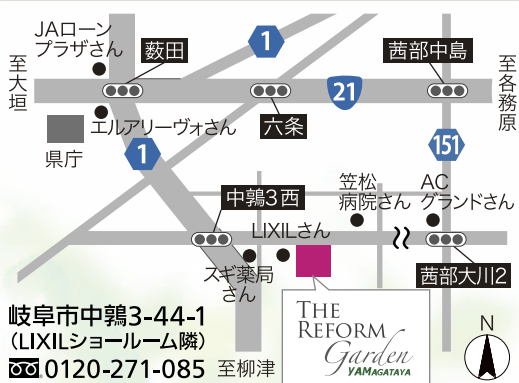 JAローン
プラザさん
薮田
1
茜部中島
至大垣
21
至各務原
エルアリーヴォさん
六条
県庁
1
151
中鶉3西
笠松
病院さん
AC
グランドさん
LIXILさん
スギ薬局
さん
茜部大川2
THE
REFORM
Garden
YAMAGATAYA
岐阜市中鶉3-44-1
（LIXILショールーム隣）
0120-271-085
至柳津
N